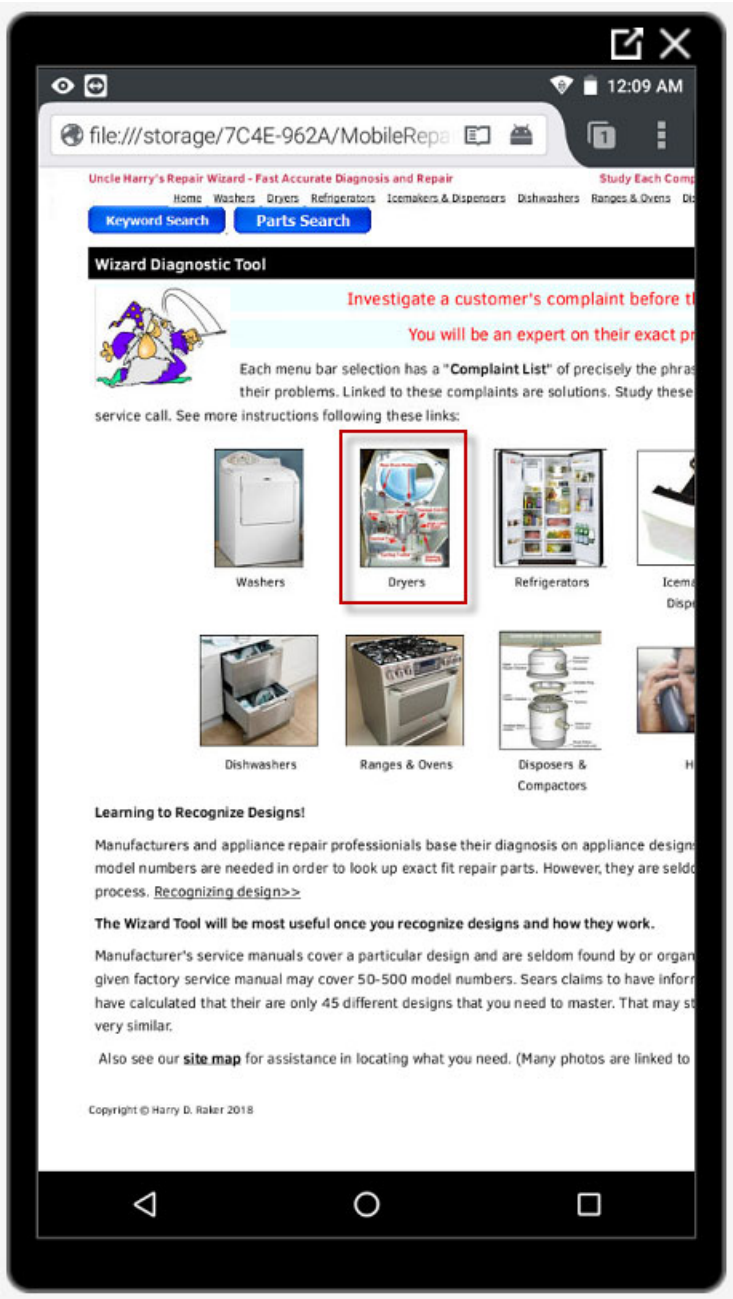 12:09 AM
file:///storage/7C4E-962A/MobileRepa
1
Uncle Harry's Repair Wizard - Fast Accurate Diagnosis and Repair Study Each Comp
Home Washers Dryers Refrigerators Icemakers & Dispensers Dishwashers Ranges & Ovens Di
Keyword Search Parts Search
Wizard Diagnostic Tool
Investigate a customer's complaint before t
You will be an expert on their exact p
Each menu bar selection has a "Complaint List" of precisely the phras
their problems. Linked to these complaints are solutions. Study these
service call. See more instructions following these links:
Washers Dryers Refrigerators Icema
Dispe
Dishwashers Ranges & Ovens Disposers & H
Compactors
Learning to Recognize Designs!
Manufacturers and appliance repair professionals base their diagnosis on appliance design
model numbers are needed in order to look up exact fit repair parts. However, they are seldo
process. Recognizing design>>
The Wizard Tool will be most useful once you recognize designs and how they work.
Manufacturer's service manuals cover a particular design and are seldom found by or organ
given factory service manual may cover 50-500 model numbers. Sears claims to have inforr
have calculated that their are only 45 different designs that you need to master. That may st
very similar.
Also see our site map for assistance in locating what you need. (Many photos are linked to
Copyright © Harry D. Raker 2018